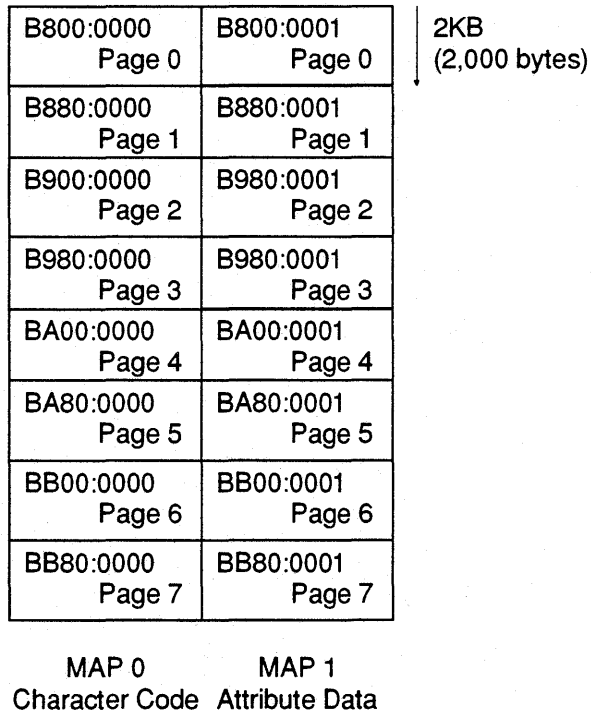 B800:0000 B800:0001 2KB
Page 0 Page 0 (2,000 bytes)
B880:0000 B880:0001
Page 1 Page 1
B900:0000 B980:0001
Page 2 Page 2
B980:0000 B980:0001
Page 3 Page 3
BA00:0000 BA00:0001
Page 4 Page 4
BA80:0000 BA80:0001
Page 5 Page 5
BB00:0000 BB00:0001
Page 6 Page 6
BB80:0000 BB80:0001
Page 7 Page 7
MAP 0 MAP 1
Character Code Attribute Data